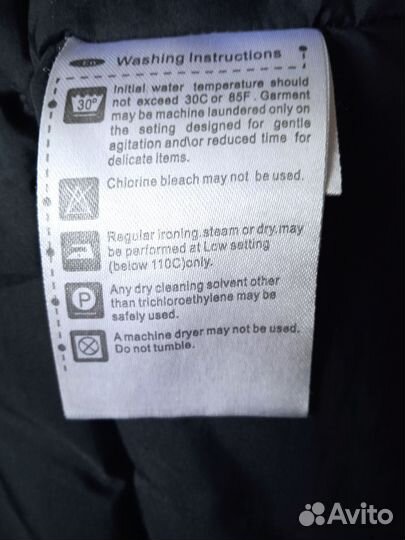 Washing Instructions
Initial water temperature should
not exceed 30C or 85F. Garment
may be machine laundered only on
the seting designed for gentle
agitation and\or reduced time for
delicate items.
30°
Chlorine bleach may not be used.
Regular ironing.steam or dry.may
be performed at Low setting
(below 110C)only.
Any dry cleaning solvent other
than trichloroethylene may be
safely used.
P
A machine dryer may not be used.
Do not tumble.
Avito